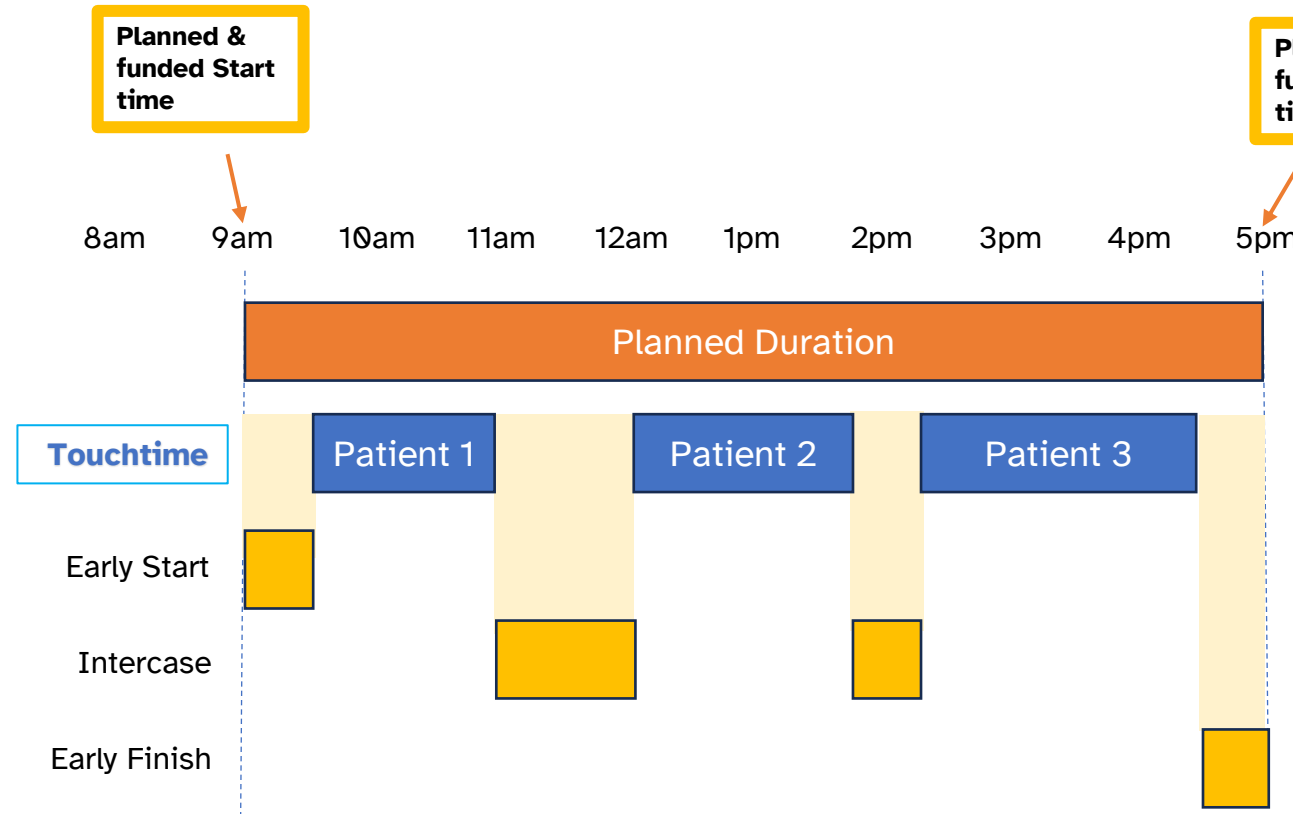 Planned &
funded Start
time
8am 9am 10am 11am 12am 1pm 2pm 3pm 4pm 5pm
Planned Duration
Touchtime Patient 1 Patient 2 Patient 3
Early Start
Intercase
Early Finish